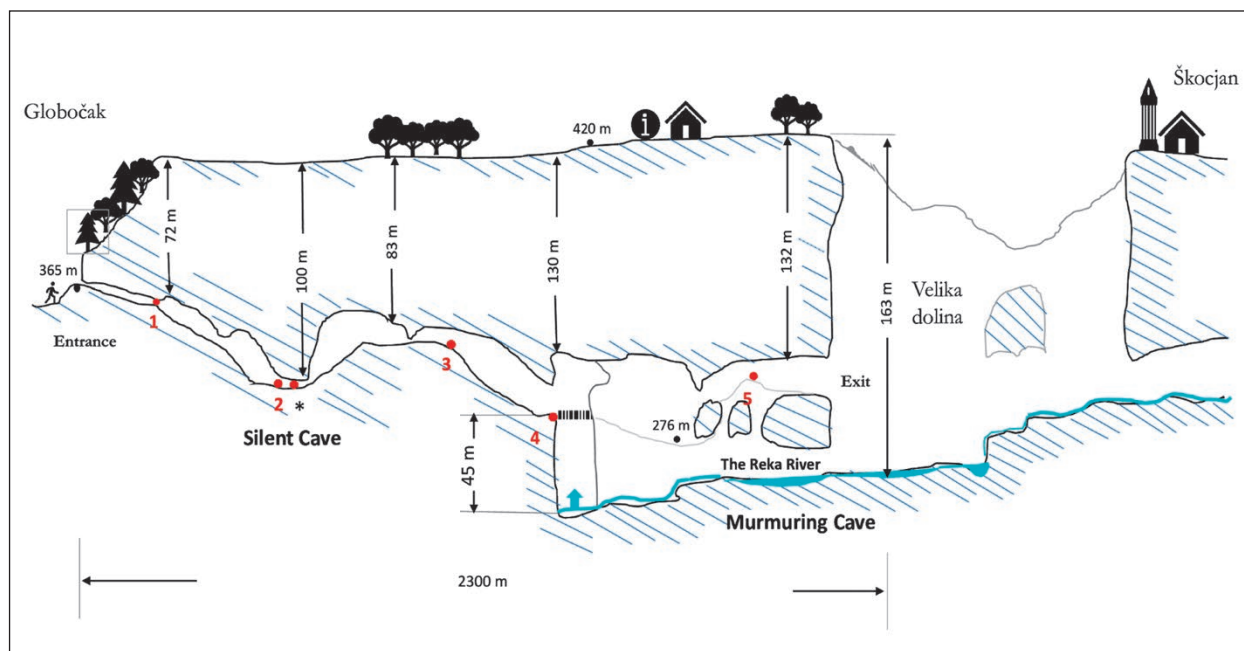 Globočak
Škocjan
i
420 m
72 m
100 m
83 m
130 m
132 m
163 m
365 m
Velika
dolina
Entrance
1
2
*
3
4
5
Exit
Silent Cave
276 m
45 m
The Reka River
Murmuring Cave
2300 m